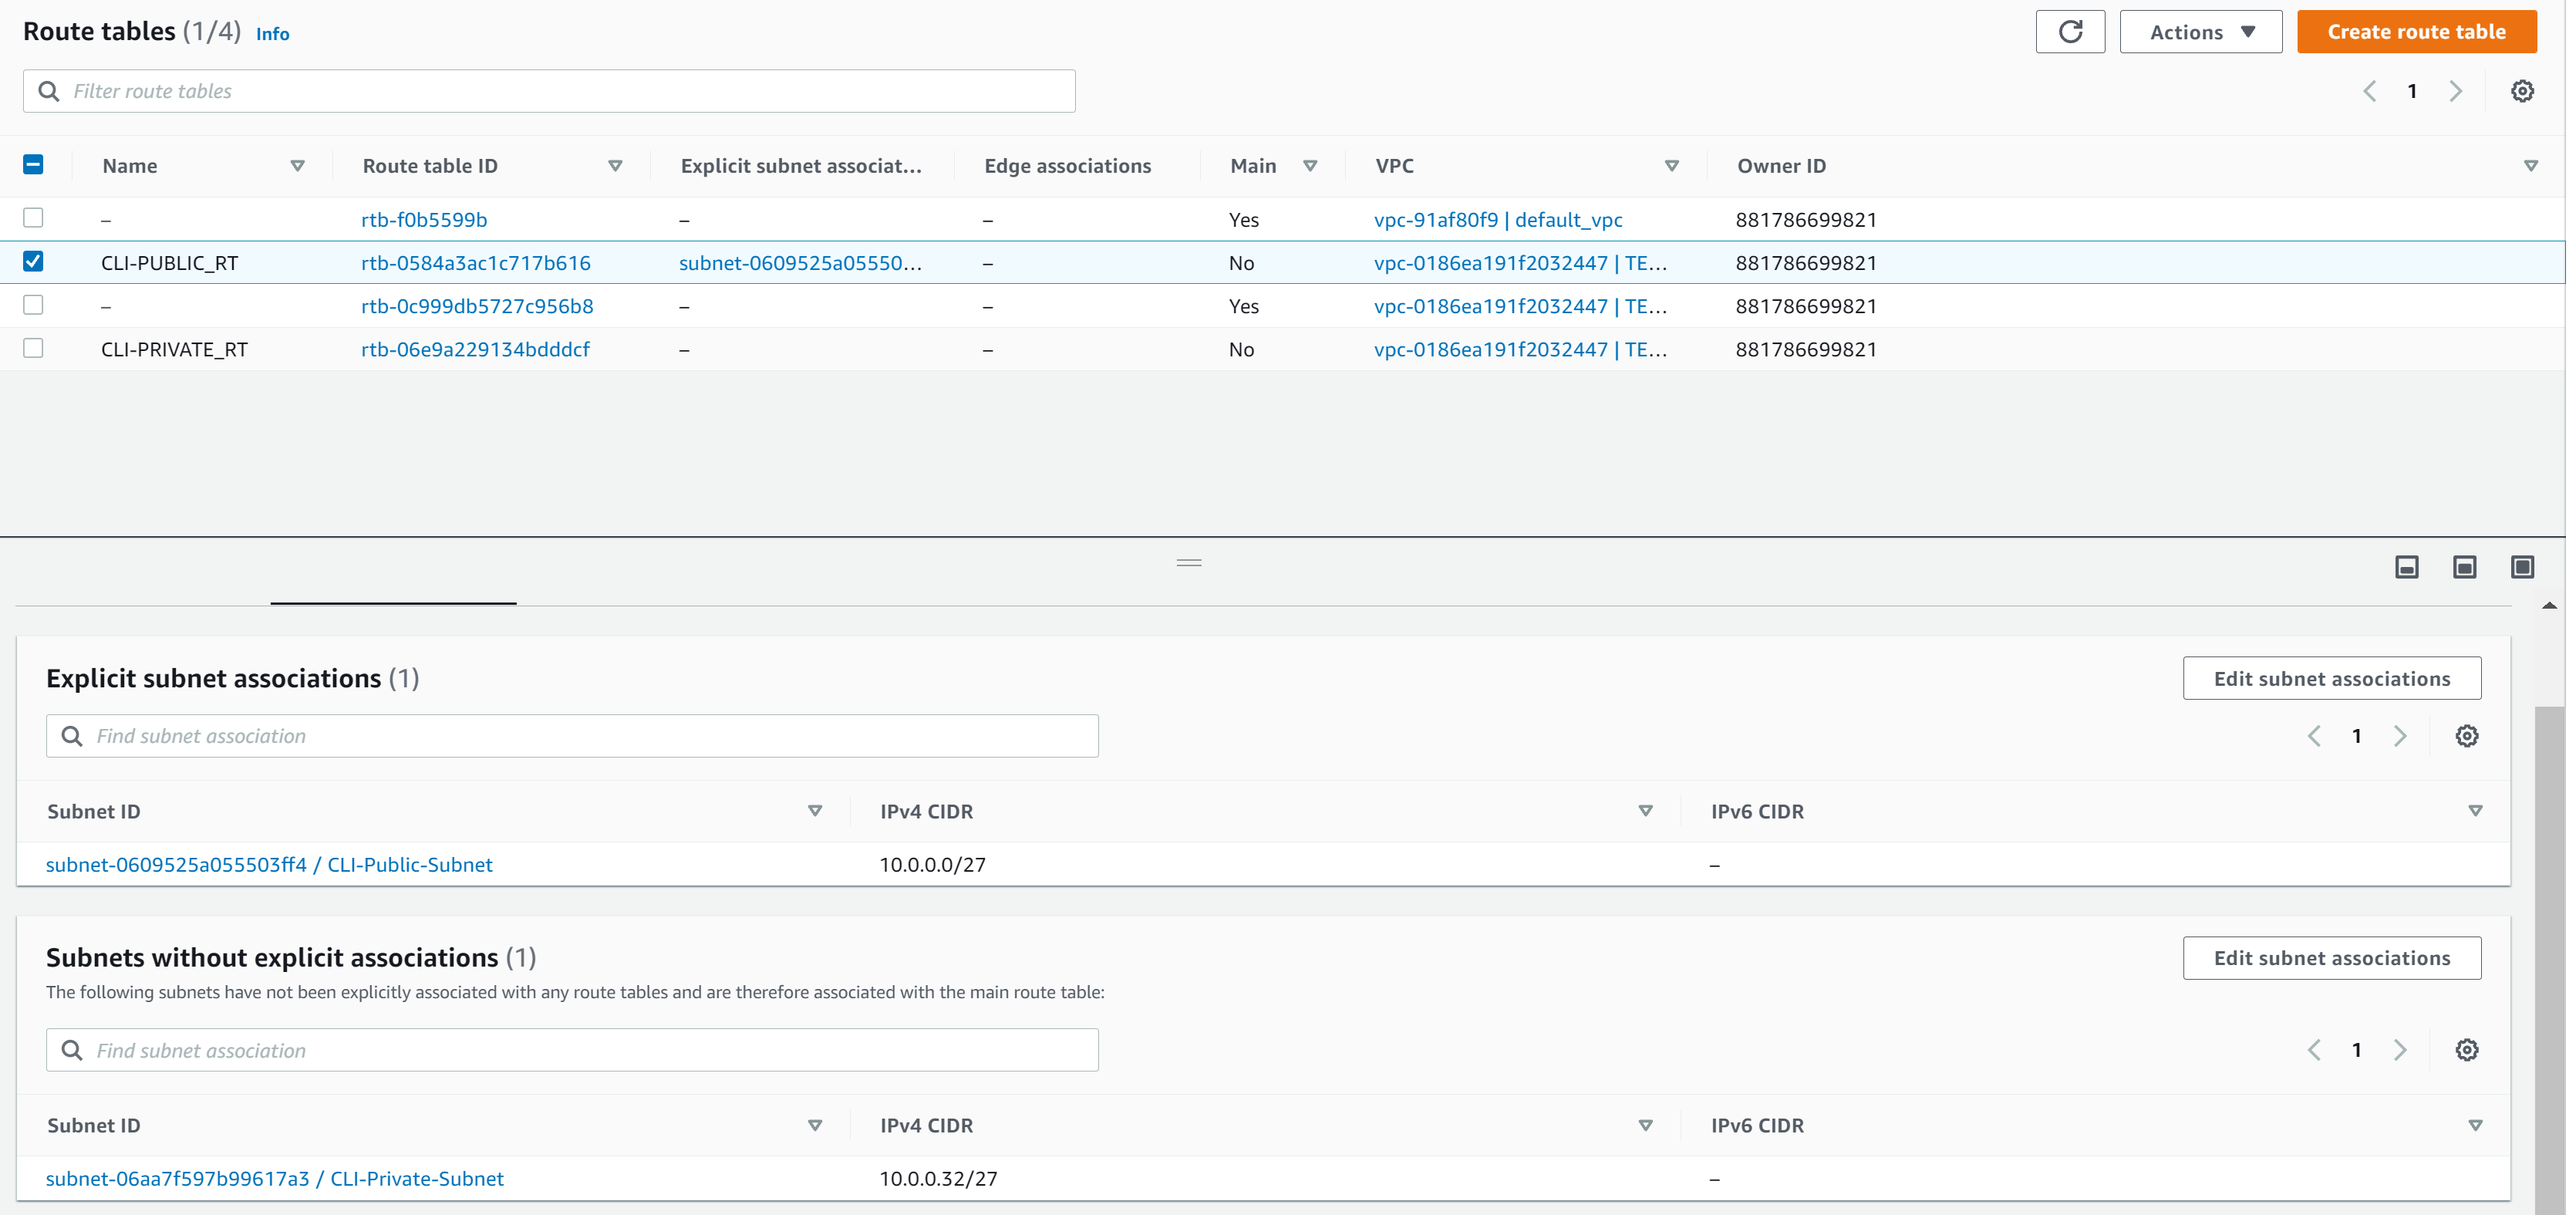 Route tables (1/4) Info
Actions
Create route table
Filter route tables
1
Name Route table ID Explicit subnet associat... Edge associations Main VPC Owner ID
– rtb-f0b5599b – – Yes vpc-91af80f9 | default_vpc 881786699821
CLI-PUBLIC_RT rtb-0584a3ac1c717b616 subnet-0609525a05550... – No vpc-0186ea191f2032447 | TE... 881786699821
– rtb-0c999db5727c956b8 – – Yes vpc-0186ea191f2032447 | TE... 881786699821
CLI-PRIVATE_RT rtb-06e9a229134bdddcf – – No vpc-0186ea191f2032447 | TE... 881786699821
Explicit subnet associations (1)
Edit subnet associations
Find subnet association
1
Subnet ID IPv4 CIDR IPv6 CIDR
subnet-0609525a055503ff4 / CLI-Public-Subnet 10.0.0.0/27 –
Subnets without explicit associations (1)
Edit subnet associations
The following subnets have not been explicitly associated with any route tables and are therefore associated with the main route table:
Find subnet association
1
Subnet ID IPv4 CIDR IPv6 CIDR
subnet-06aa7f597b99617a3 / CLI-Private-Subnet 10.0.0.32/27 –